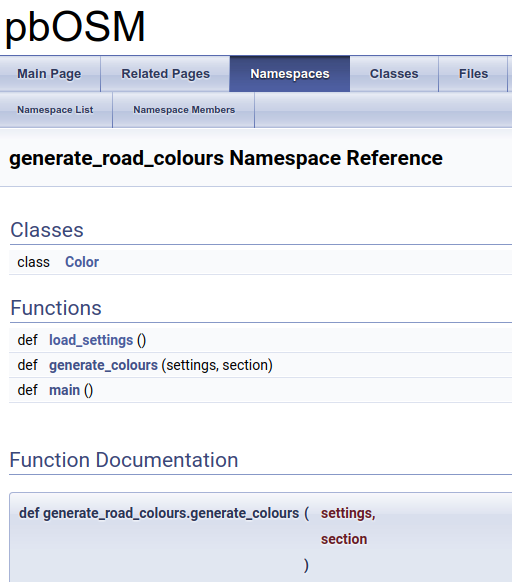 pbOSM
Main Page Related Pages Namespaces Classes Files
Namespace List Namespace Members
generate_road_colours Namespace Reference
Classes
class Color
Functions
def load_settings ()
def generate_colours (settings, section)
def main ()
Function Documentation
def generate_road_colours.generate_colours ( settings,
section
)